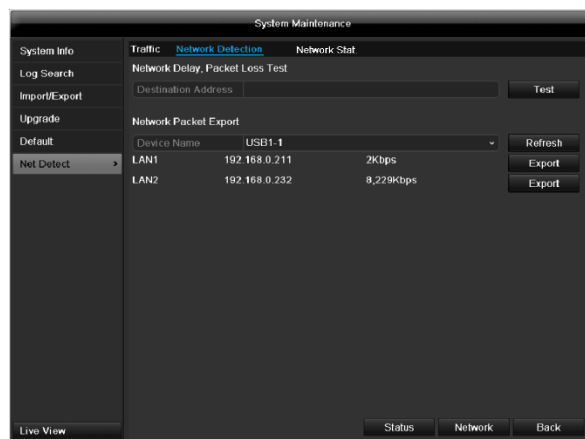 System Maintenance
System Info
Log Search
Import/Export
Upgrade
Default
Net Detect >
Live View
Traffic Network Detection Network Stat.
Network Delay, Packet Loss Test
Destination Address Test
Network Packet Export
Device Name USB1-1 Refresh
LAN1 192.168.0.211 2Kbps Export
LAN2 192.168.0.232 8,229Kbps Export
Status Network Back